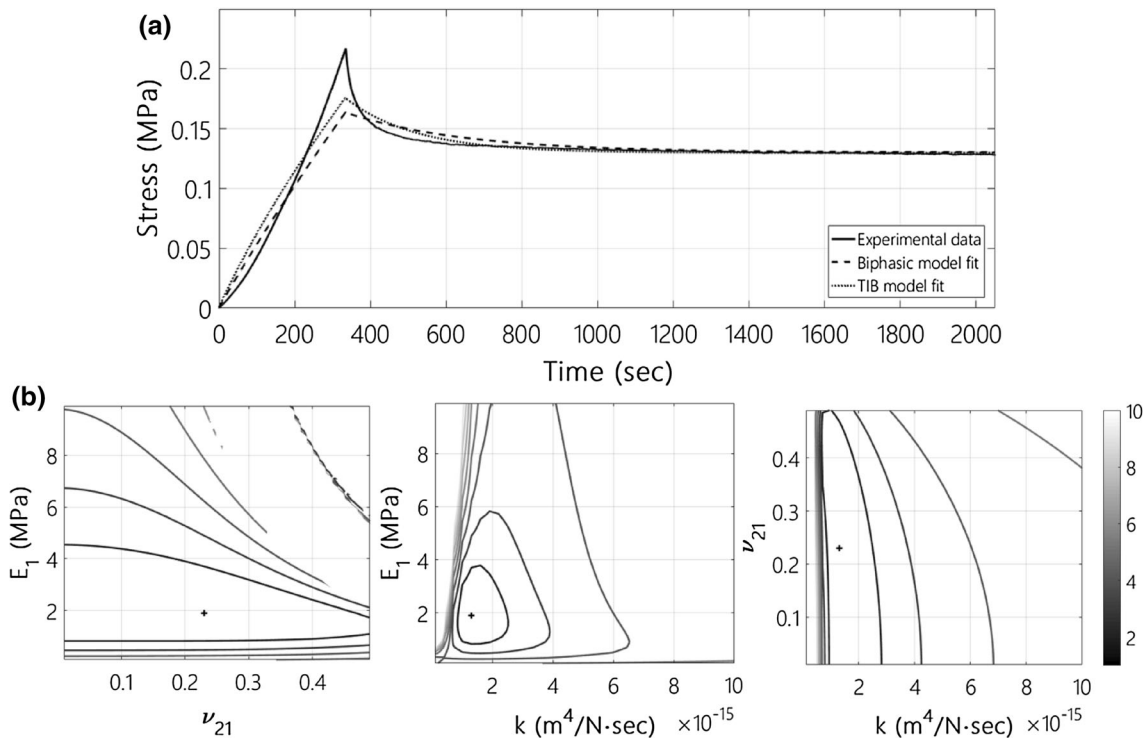 (a)
Stress (MPa)
0.2
0.15
0.1
0.05
0
0 200 400 600 800 1000 1200 1400 1600 1800 2000
Time (sec)
Experimental data
Biphasic model fit
TIB model fit
(b)
E1 (MPa)
8
6
4
2
0.1 0.2 0.3 0.4
ν21
E1 (MPa)
8
6
4
2
2 4 6 8 10
k (m⁴/N·sec) ×10⁻¹⁵
ν21
0.4
0.3
0.2
0.1
2 4 6 8 10
k (m⁴/N·sec) ×10⁻¹⁵
10
8
6
4
2